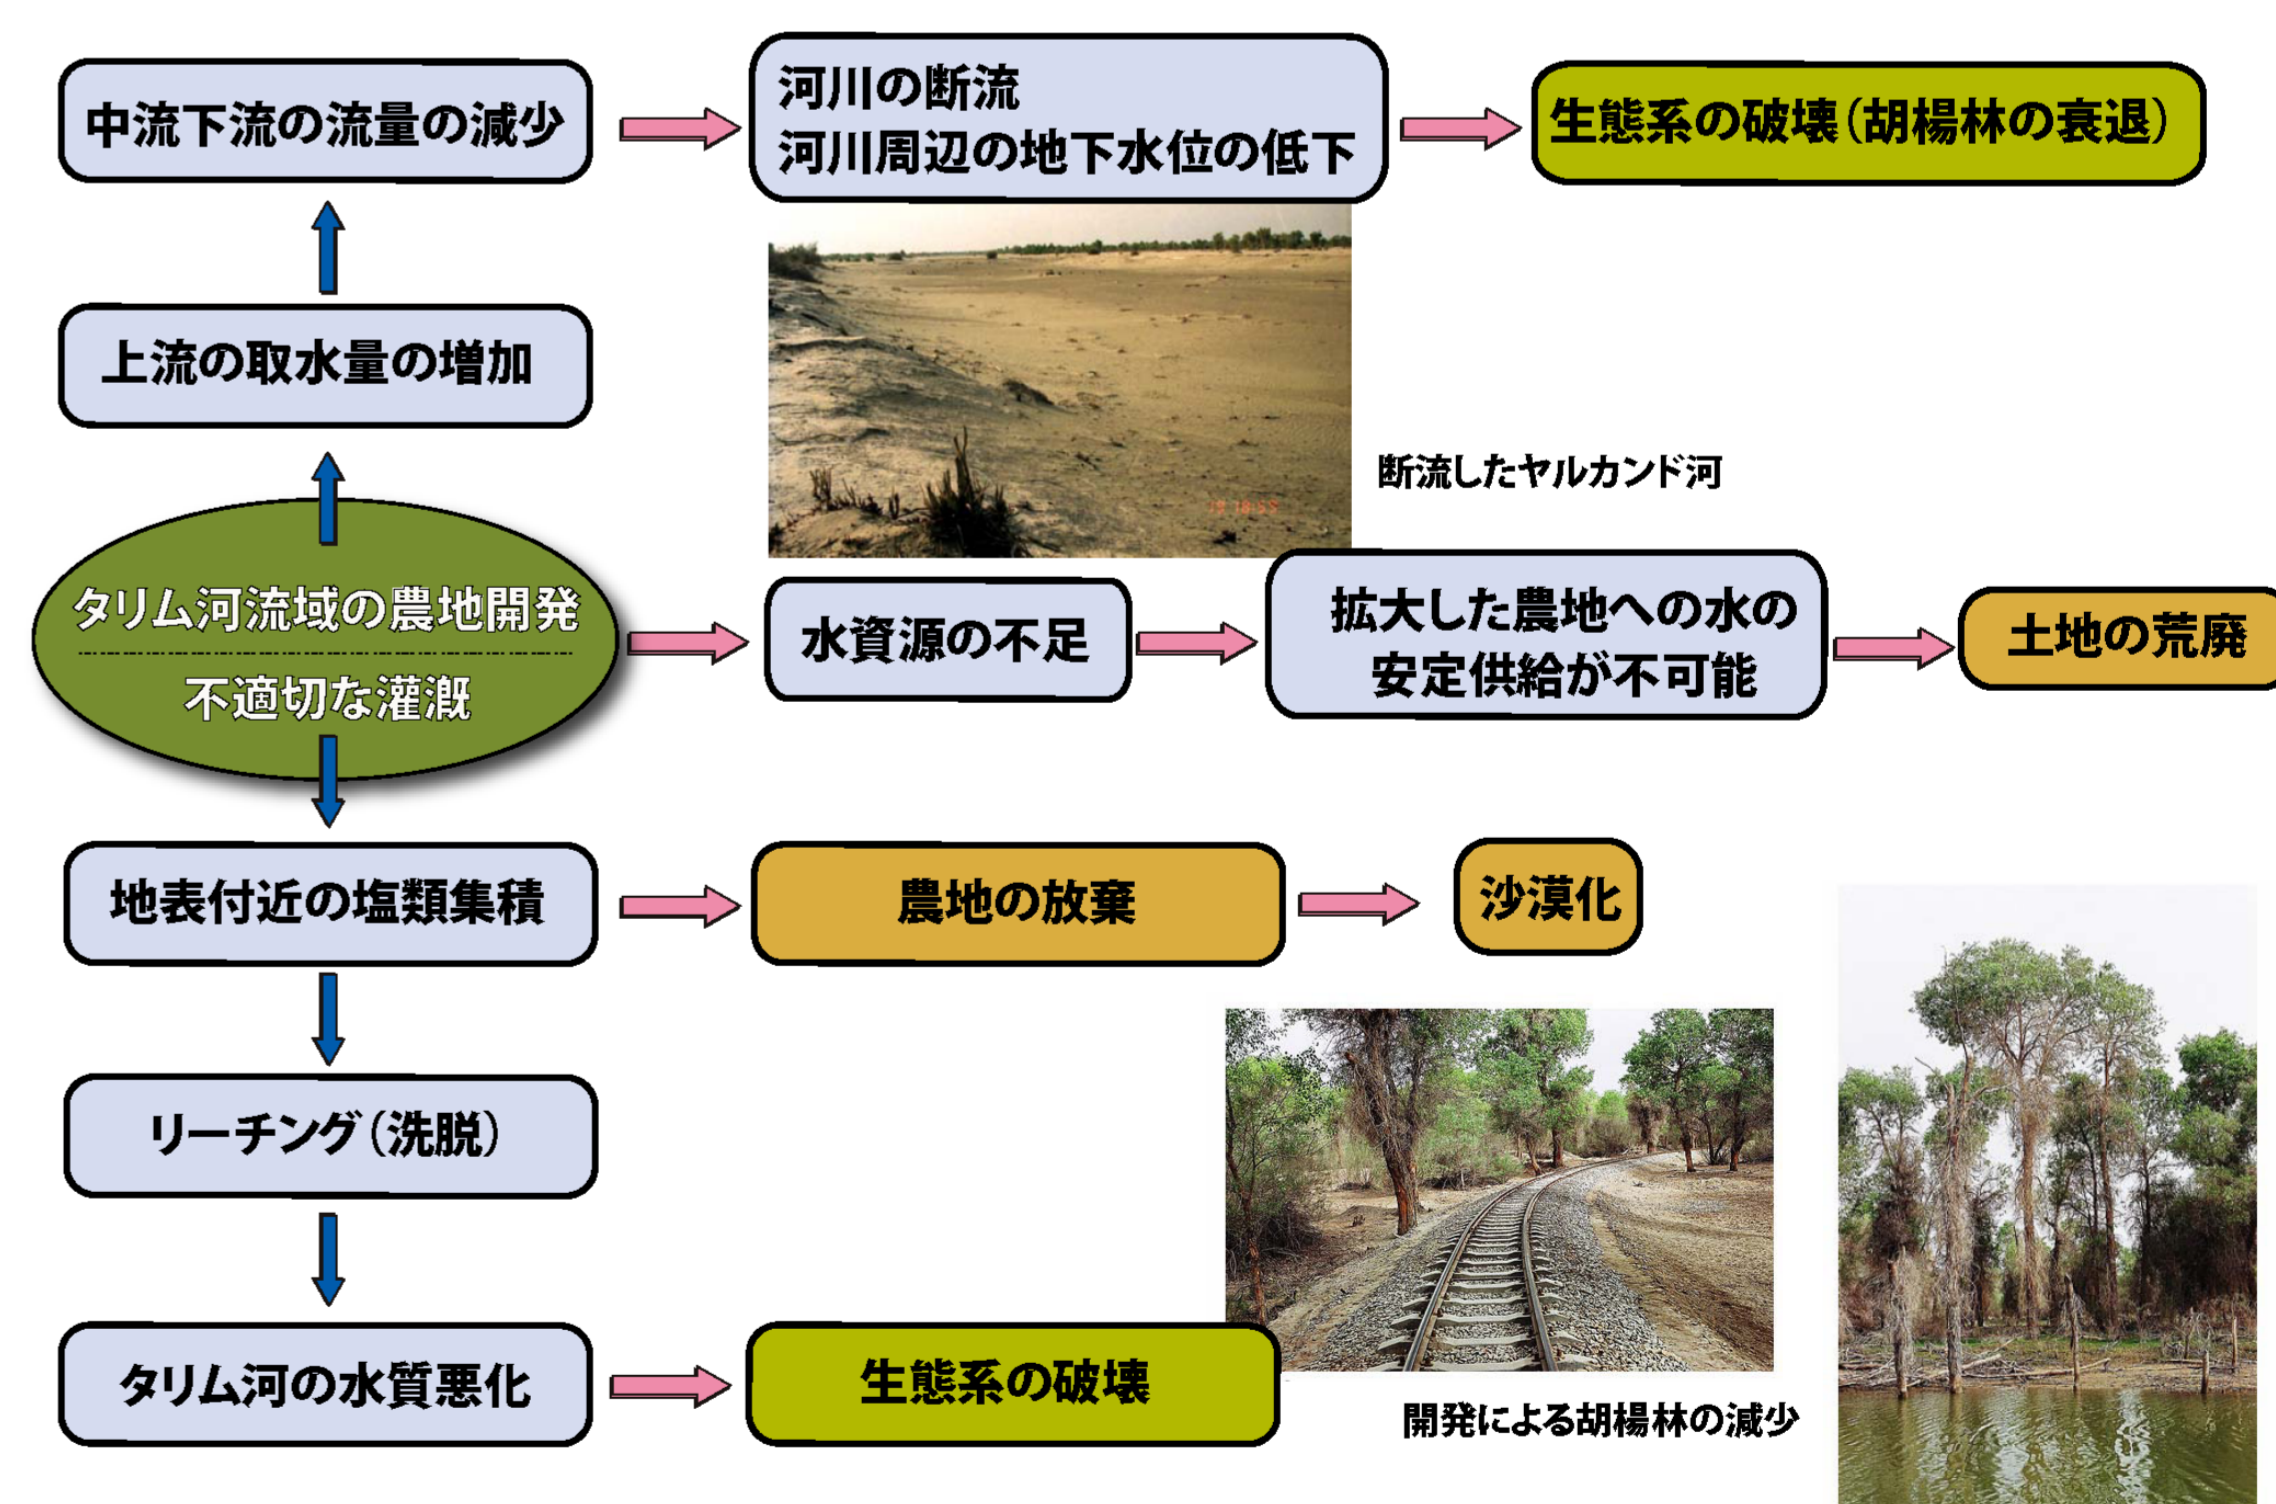 中流下流の流量の減少
河川の断流
河川周辺の地下水位の低下
生態系の破壊（胡楊林の衰退）
上流の取水量の増加
断流したヤルカンド河
タリム河流域の農地開発
不適切な灌漑
水資源の不足
拡大した農地への水の
安定供給が不可能
土地の荒廃
地表付近の塩類集積
農地の放棄
沙漠化
リーチング（洗脱）
タリム河の水質悪化
生態系の破壊
開発による胡楊林の減少